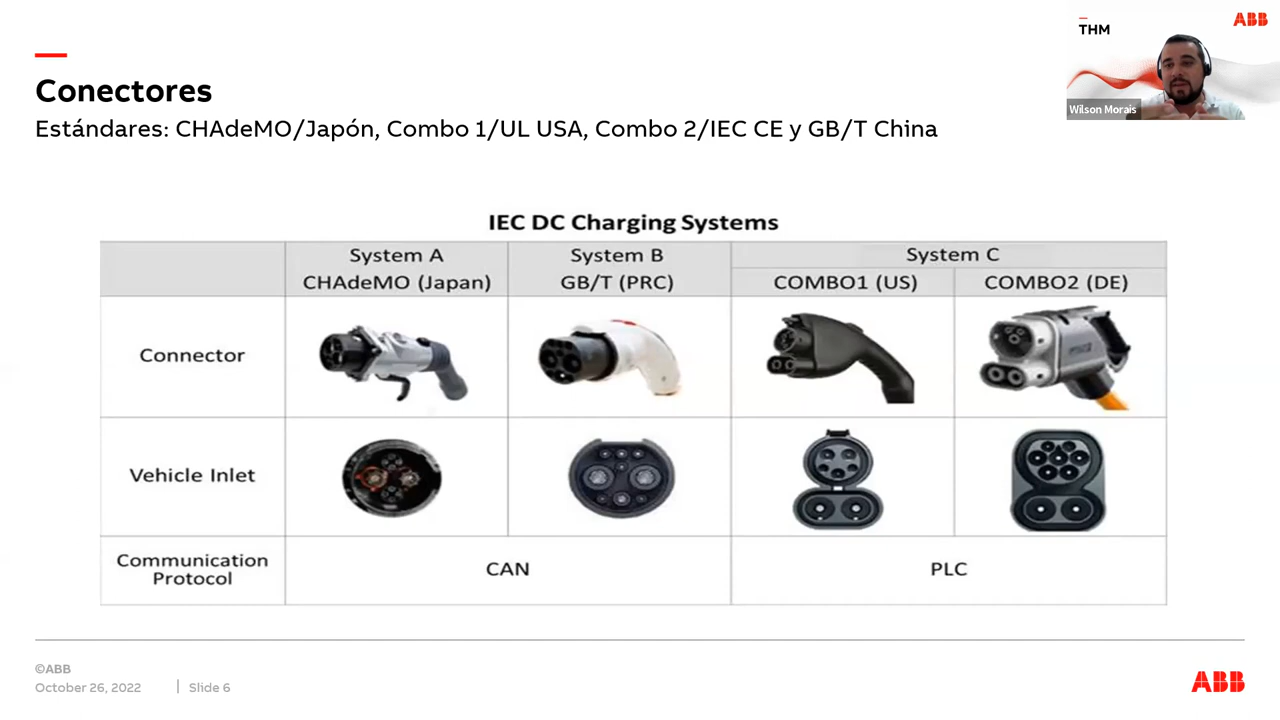 THM
ABB
Wilson Morais
Conectores
Estándares: CHAdeMO/Japón, Combo 1/UL USA, Combo 2/IEC CE y GB/T China
IEC DC Charging Systems
System A
CHAdeMO (Japan)
System B
GB/T (PRC)
System C
COMBO1 (US)
COMBO2 (DE)
Connector
Vehicle Inlet
Communication
Protocol
CAN
PLC
©ABB
October 26, 2022
Slide 6
ABB